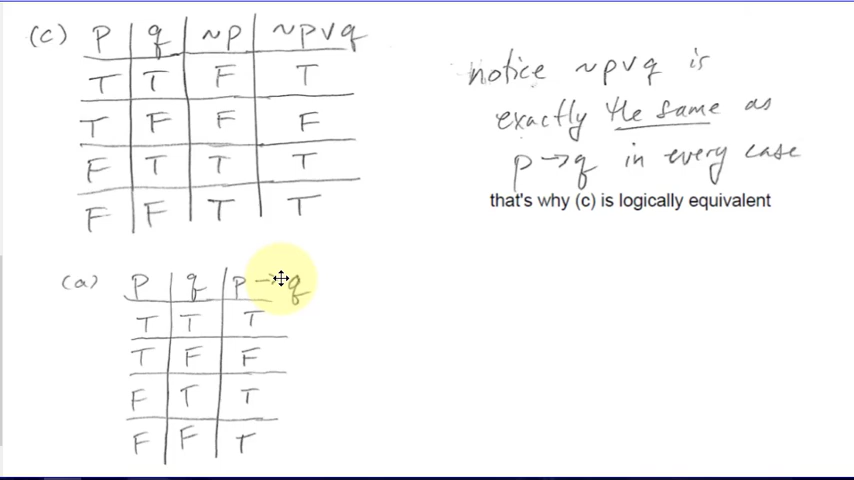 (c) p q ~p ~p∨q
T T F T
T F F F
F T T T
F F T T
notice ~p∨q is
exactly the same as
p→q in every case
that's why (c) is logically equivalent
(a) p q p→q
T T T
T F F
F T T
F F T